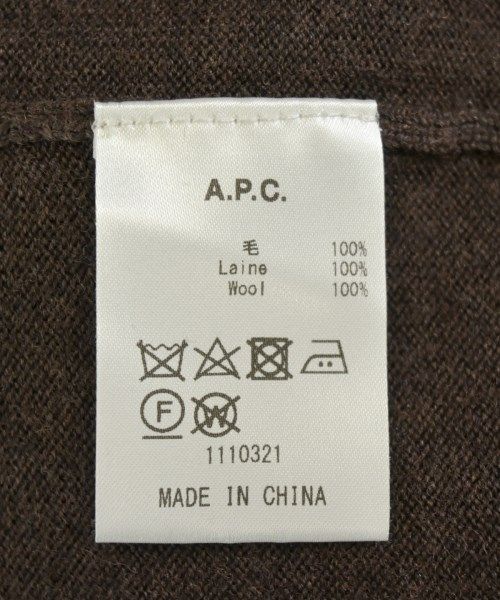 A.P.C.
毛 100%
Laine 100%
Wool 100%
F W
1110321
MADE IN CHINA